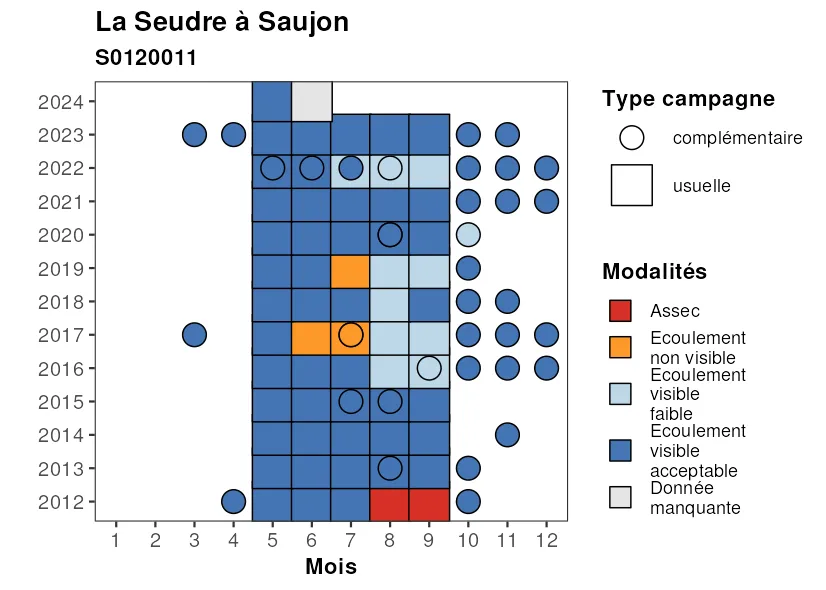 La Seudre à Saujon
S0120011
2024
2023
2022
2021
2020
2019
2018
2017
2016
2015
2014
2013
2012
1 2 3 4 5 6 7 8 9 10 11 12
Mois
Type campagne
complémentaire
usuelle
Modalités
Assec
Ecoulement
non visible
Ecoulement
visible
faible
Ecoulement
visible
acceptable
Donnée
manquante